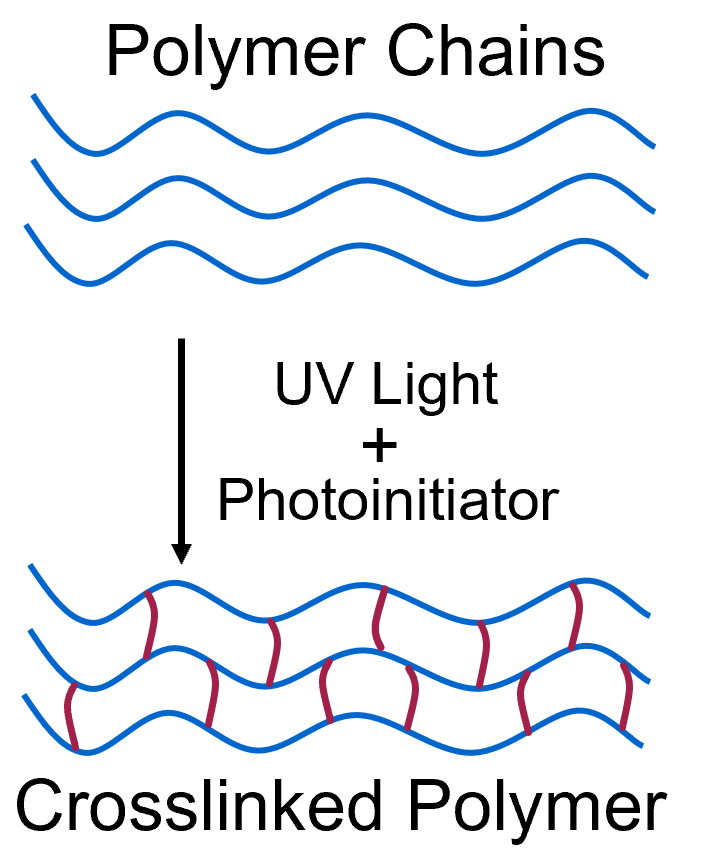 Polymer Chains
UV Light
+
Photoinitiator
Crosslinked Polymer